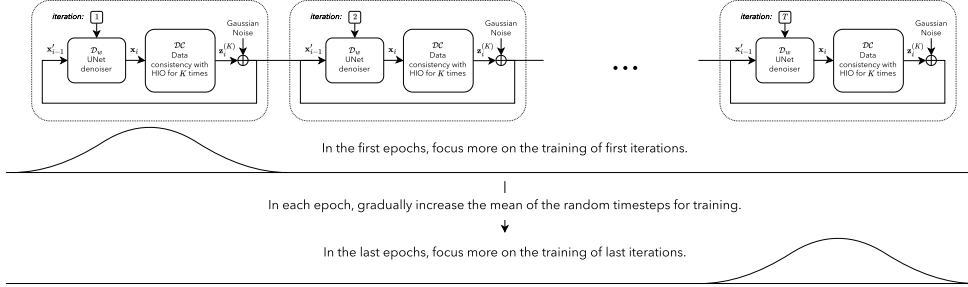 iteration: 1
Gaussian
Noise
x'_{i-1}
D_w
UNet
denoiser
x_i
DC
Data
consistency with
HIO for K times
z_i^{(K)}
iteration: 2
Gaussian
Noise
x'_{i-1}
D_w
UNet
denoiser
x_i
DC
Data
consistency with
HIO for K times
z_i^{(K)}
...
iteration: T
Gaussian
Noise
x'_{i-1}
D_w
UNet
denoiser
x_i
DC
Data
consistency with
HIO for K times
z_i^{(K)}
In the first epochs, focus more on the training of first iterations.
In each epoch, gradually increase the mean of the random timesteps for training.
In the last epochs, focus more on the training of last iterations.